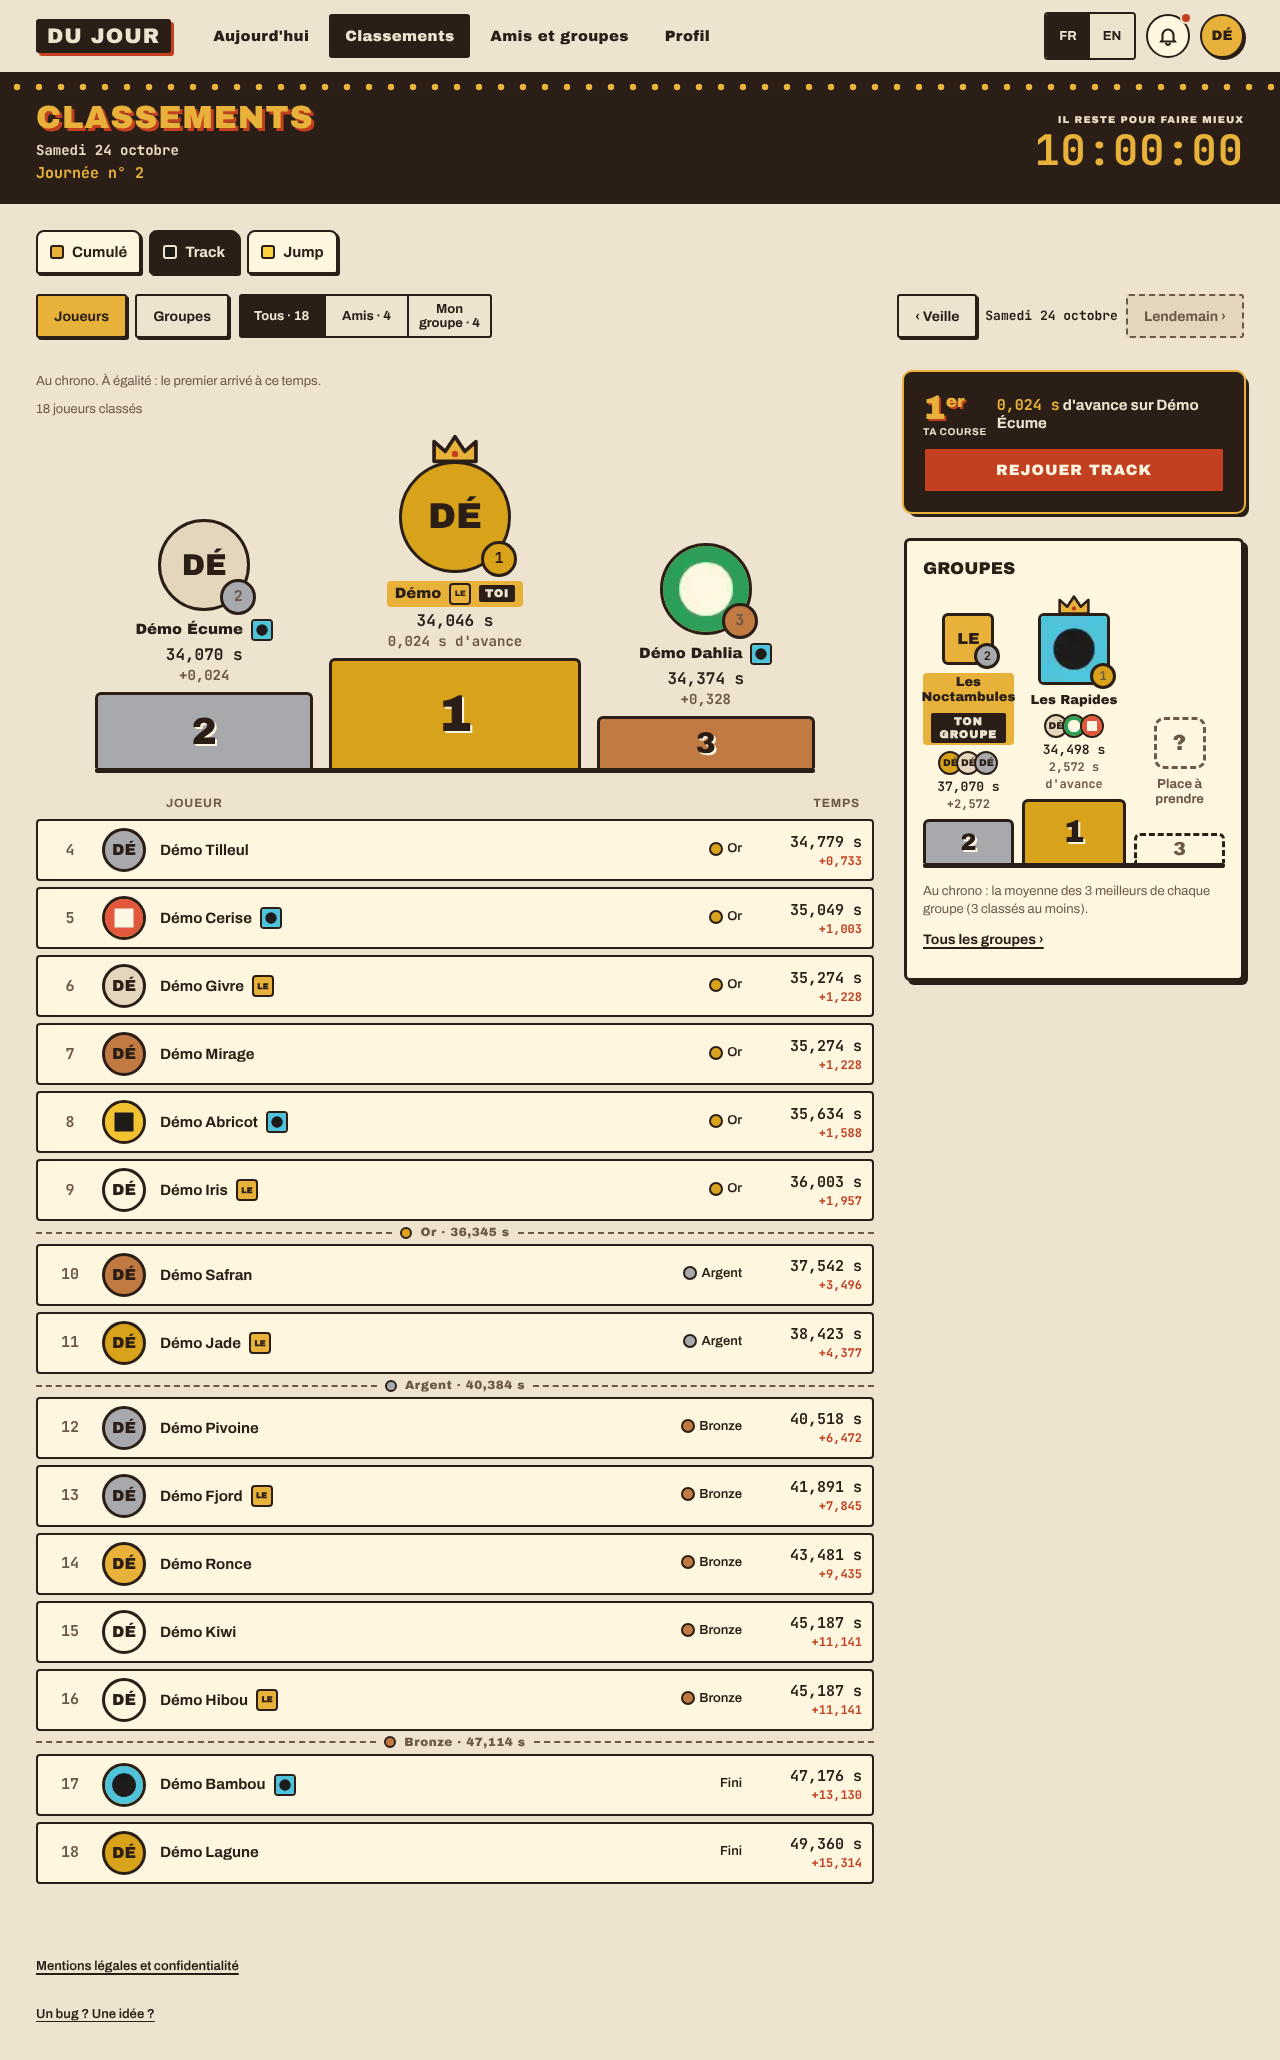 DU JOUR
Aujourd'hui
Classements
Amis et groupes
Profil
FR
EN
DÉ
CLASSEMENTS
Samedi 24 octobre
Journée n° 2
IL RESTE POUR FAIRE MIEUX
10:00:00
Cumulé
Track
Jump
Joueurs
Groupes
Tous · 18
Amis · 4
Mon
groupe · 4
‹ Veille
Samedi 24 octobre
Lendemain ›
Au chrono. À égalité : le premier arrivé à ce temps.
18 joueurs classés
DÉ
2
Démo Écume
34,070 s
+0,024
2
DÉ
1
Démo LE TOI
34,046 s
0,024 s d'avance
1
3
Démo Dahlia
34,374 s
+0,328
3
JOUEUR
TEMPS
4 DÉ Démo Tilleul Or 34,779 s
+0,733
5 Démo Cerise Or 35,049 s
+1,003
6 DÉ Démo Givre LE Or 35,274 s
+1,228
7 DÉ Démo Mirage Or 35,274 s
+1,228
8 Démo Abricot Or 35,634 s
+1,588
9 DÉ Démo Iris LE Or 36,003 s
+1,957
Or · 36,345 s
10 DÉ Démo Safran Argent 37,542 s
+3,496
11 DÉ Démo Jade LE Argent 38,423 s
+4,377
Argent · 40,384 s
12 DÉ Démo Pivoine Bronze 40,518 s
+6,472
13 DÉ Démo Fjord LE Bronze 41,891 s
+7,845
14 DÉ Démo Ronce Bronze 43,481 s
+9,435
15 DÉ Démo Kiwi Bronze 45,187 s
+11,141
16 DÉ Démo Hibou LE Bronze 45,187 s
+11,141
Bronze · 47,114 s
17 Démo Bambou Fini 47,176 s
+13,130
18 DÉ Démo Lagune Fini 49,360 s
+15,314
1er
TA COURSE
0,024 s d'avance sur Démo
Écume
REJOUER TRACK
GROUPES
LE
2
Les
Noctambules
TON
GROUPE
DÉ DÉ DÉ
37,070 s
+2,572
2
1
Les Rapides
DÉ
34,498 s
2,572 s
d'avance
1
?
Place à
prendre
3
Au chrono : la moyenne des 3 meilleurs de chaque
groupe (3 classés au moins).
Tous les groupes ›
Mentions légales et confidentialité
Un bug ? Une idée ?